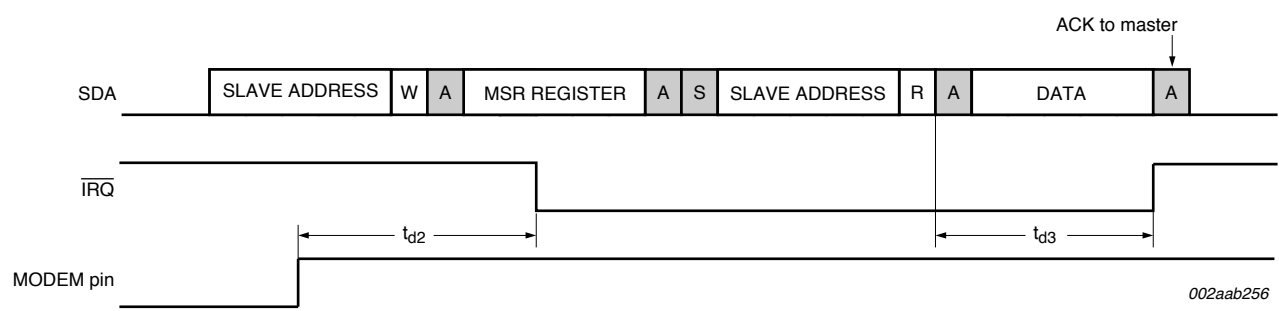 ACK to master
SDA SLAVE ADDRESS W A MSR REGISTER A S SLAVE ADDRESS R A DATA A
IRQ
td2 td3
MODEM pin
002aab256